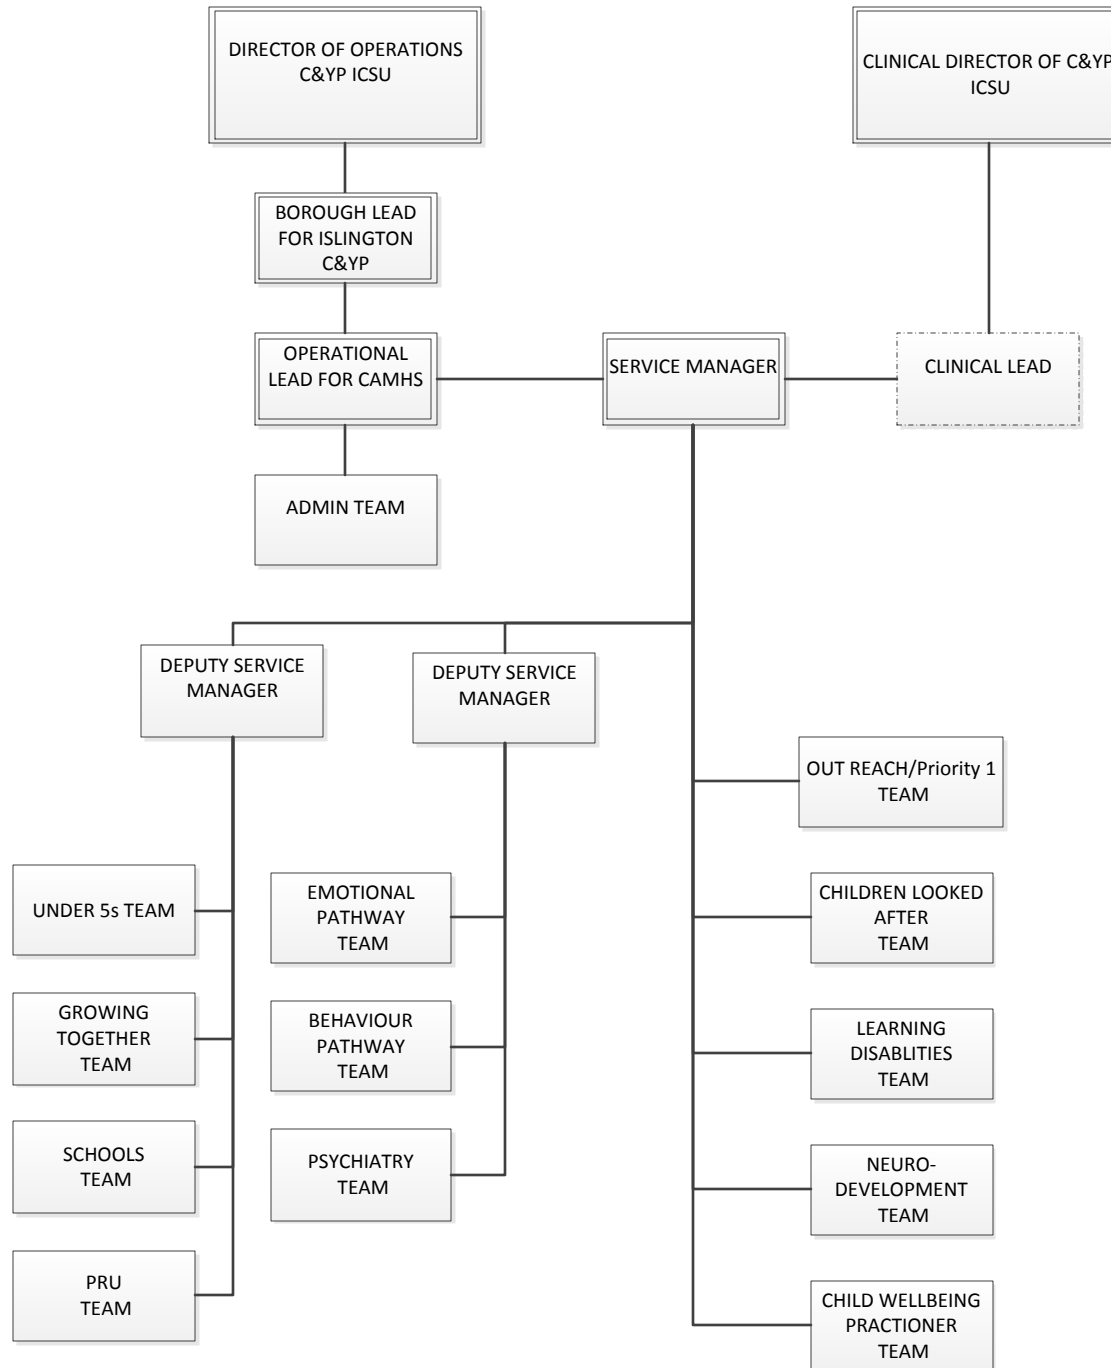 DIRECTOR OF OPERATIONS
C&YP ICSU
CLINICAL DIRECTOR OF C&YP
ICSU
BOROUGH LEAD
FOR ISLINGTON
C&YP
OPERATIONAL
LEAD FOR CAMHS
SERVICE MANAGER
CLINICAL LEAD
ADMIN TEAM
DEPUTY SERVICE
MANAGER
DEPUTY SERVICE
MANAGER
OUT REACH/Priority 1
TEAM
UNDER 5s TEAM
EMOTIONAL
PATHWAY
TEAM
CHILDREN LOOKED
AFTER
TEAM
GROWING
TOGETHER
TEAM
BEHAVIOUR
PATHWAY
TEAM
LEARNING
DISABLITIES
TEAM
SCHOOLS
TEAM
PSYCHIATRY
TEAM
NEURO-
DEVELOPMENT
TEAM
PRU
TEAM
CHILD WELLBEING
PRACTIONER
TEAM